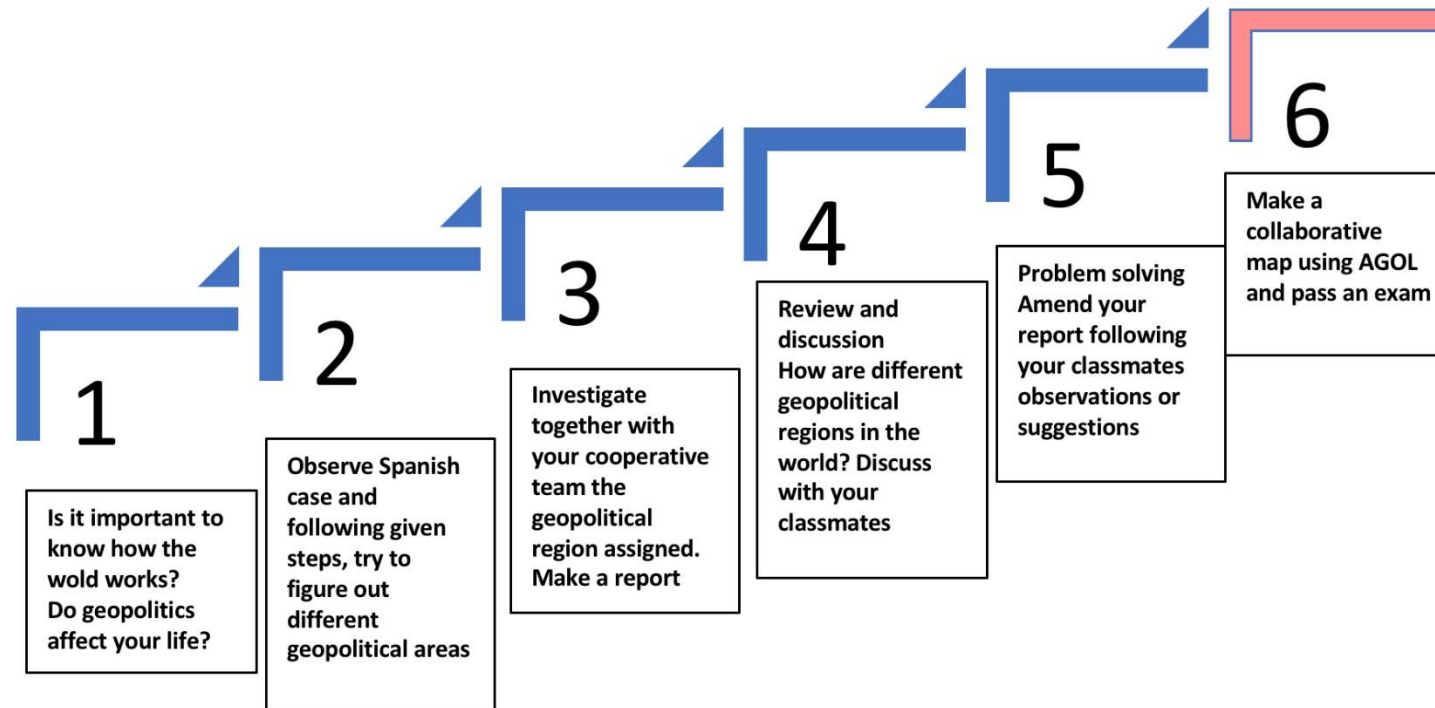 1
Is it important to
know how the
wold works?
Do geopolitics
affect your life?
2
Observe Spanish
case and
following given
steps, try to
figure out
different
geopolitical areas
3
Investigate
together with
your cooperative
team the
geopolitical
region assigned.
Make a report
4
Review and
discussion
How are different
geopolitical
regions in the
world? Discuss
with your
classmates
5
Problem solving
Amend your
report following
your classmates
observations or
suggestions
6
Make a
collaborative
map using AGOL
and pass an exam